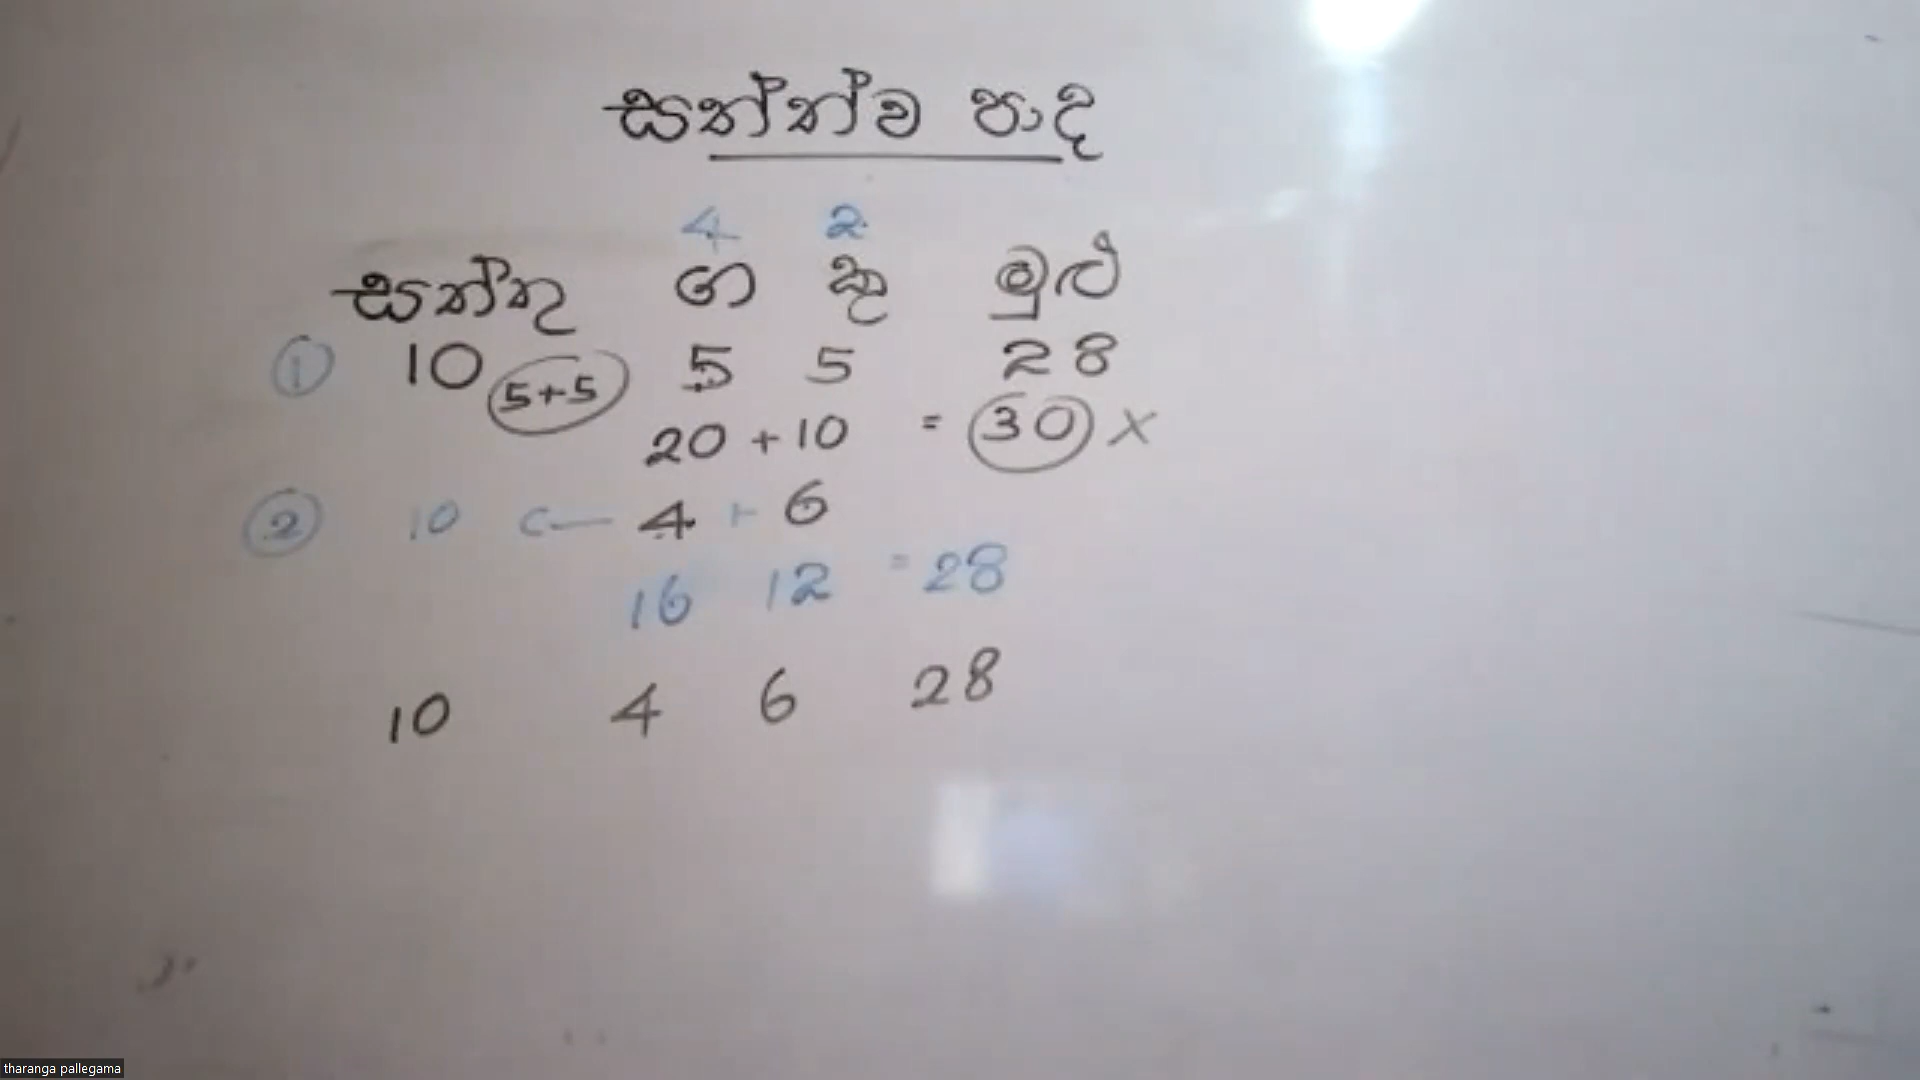 සත්ත්ව පාද
4 2
සත්තු ගා කු මුළු
① 10 5+5 5 5 28
20 + 10 = 30 ×
② 10 ← 4 + 6
16 12 = 28
10 4 6 28
tharanga pallegama